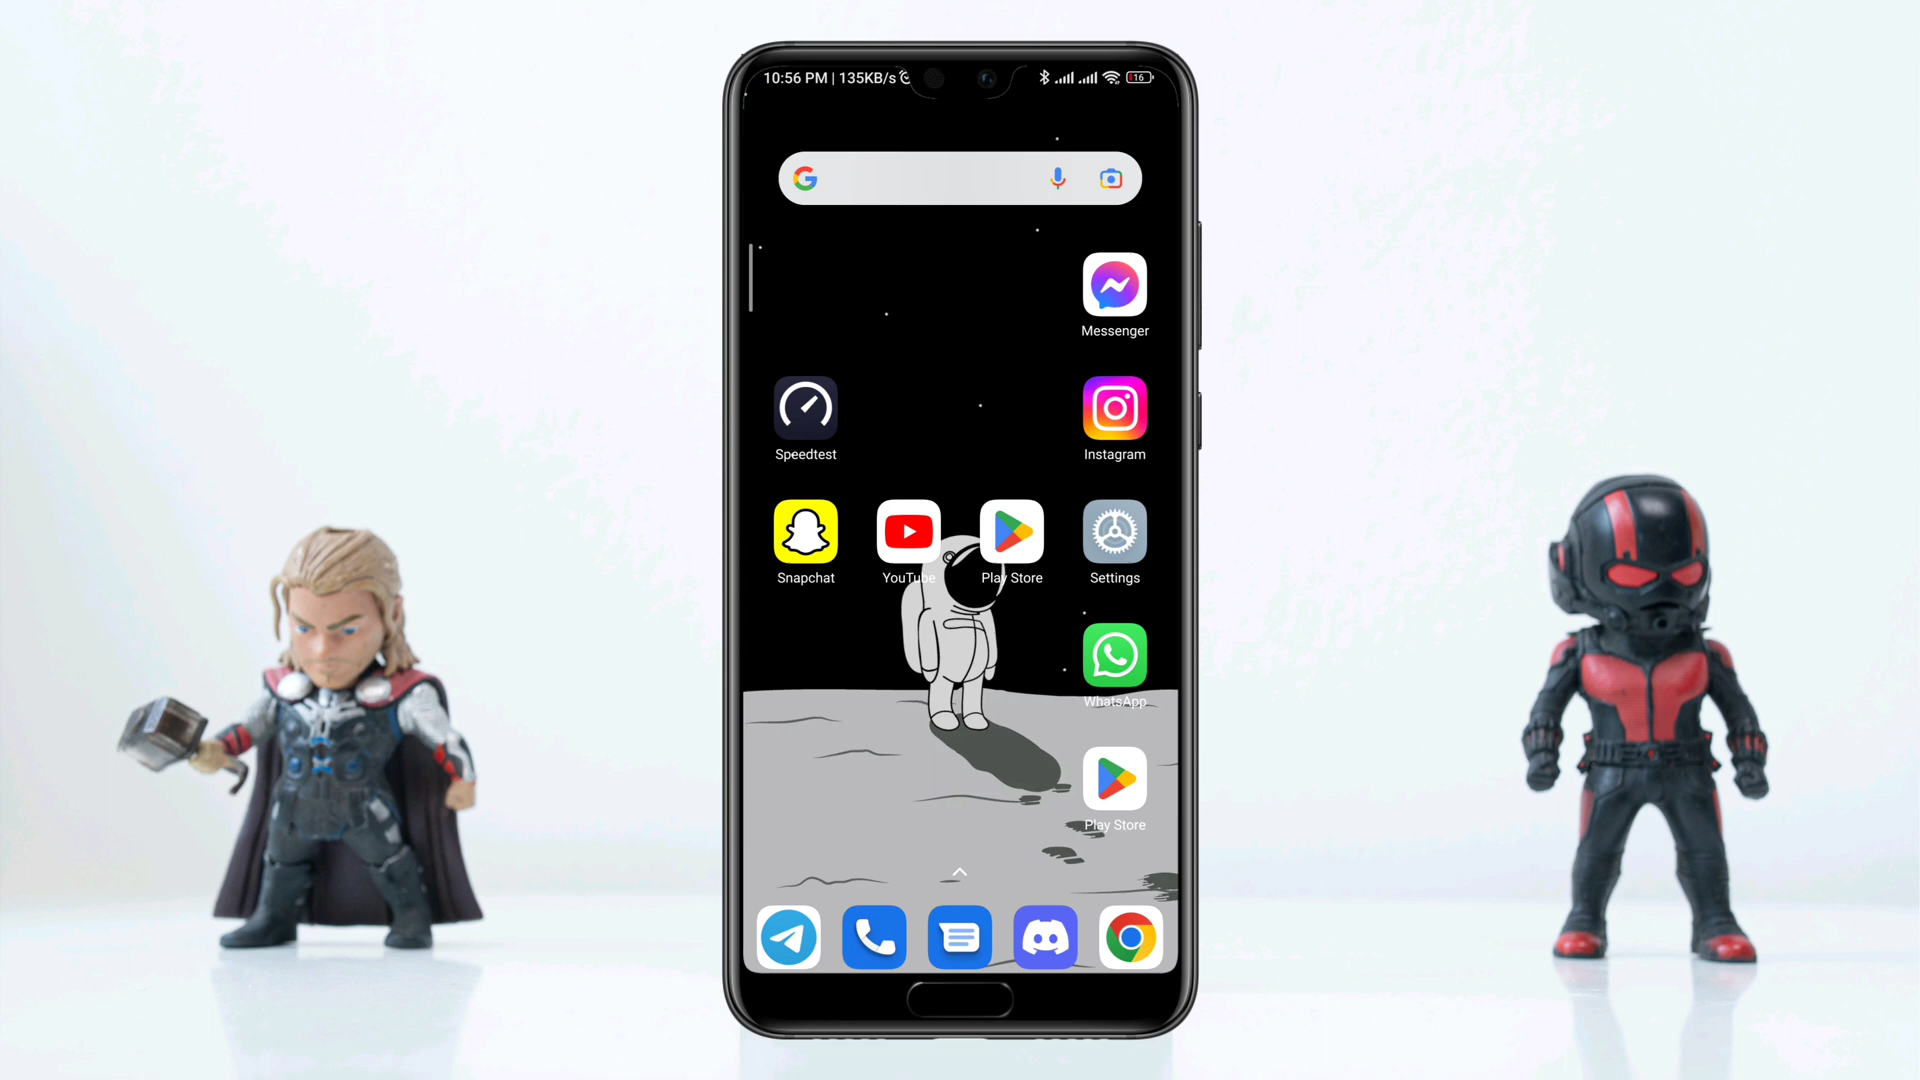 10:56 PM | 135KB/s
16
Messenger
Speedtest
Instagram
Snapchat
YouTube
Play Store
Settings
WhatsApp
Play Store